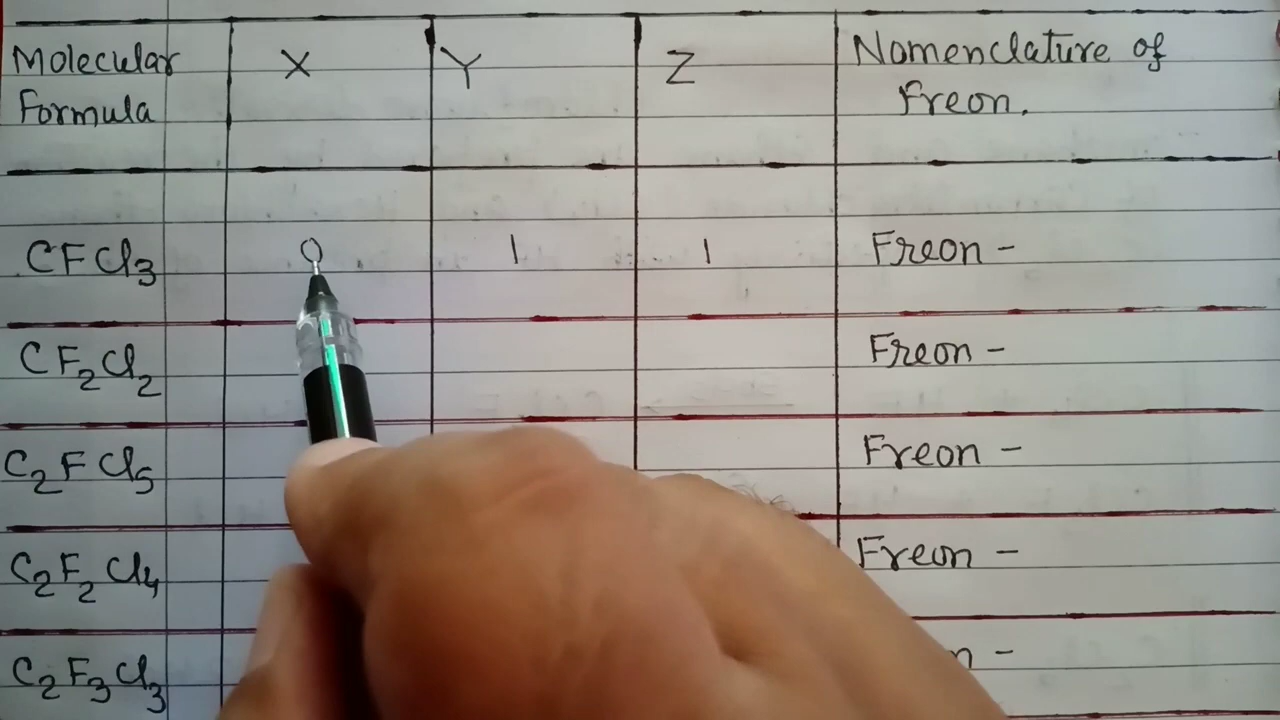 Molecular Formula X Y Z Nomenclature of Freon.
CFCl3 0 1 1 Freon -
CF2Cl2 Freon -
C2FCl5 Freon -
C2F2Cl4 Freon -
C2F3Cl3 -